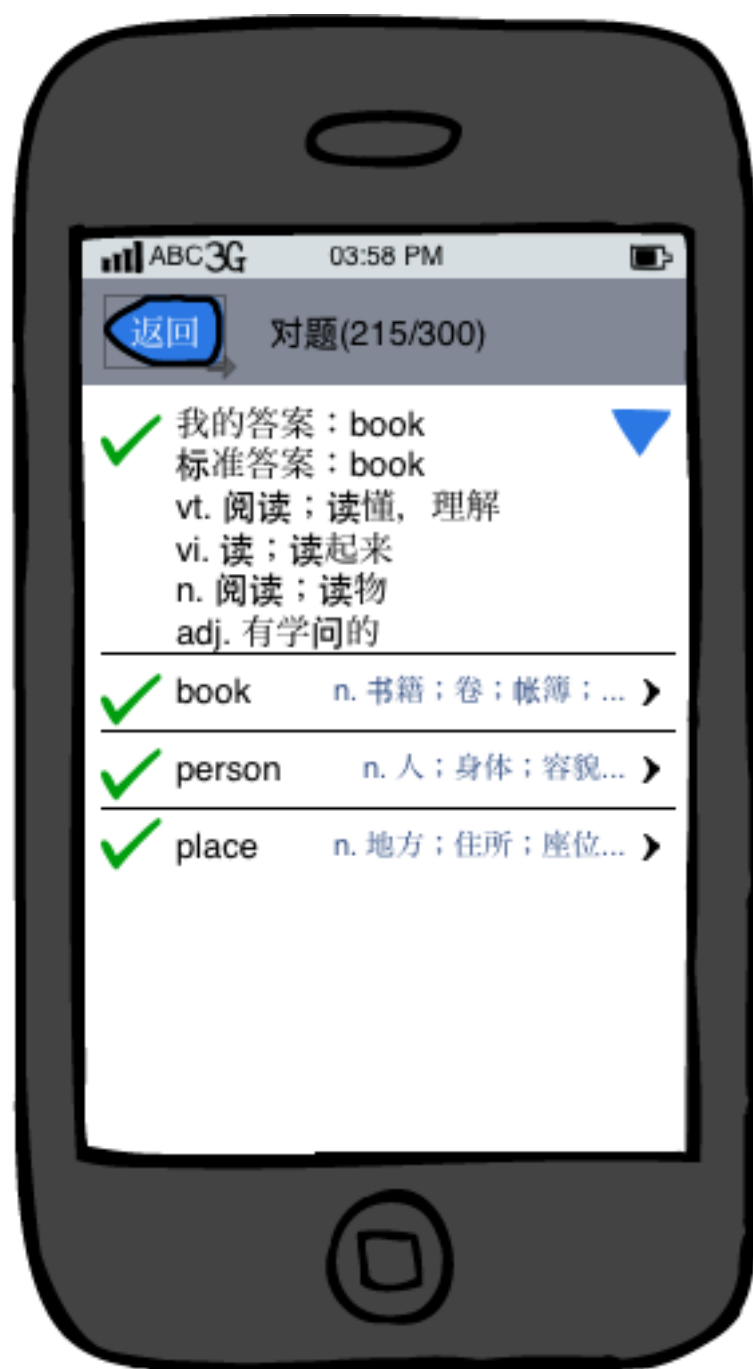 ABC 3G 03:58 PM
返回 对题(215/300)
我的答案：book
标准答案：book
vt. 阅读；读懂，理解
vi. 读；读起来
n. 阅读；读物
adj. 有学问的
book n. 书籍；卷；帐簿；...
person n. 人；身体；容貌...
place n. 地方；住所；座位...